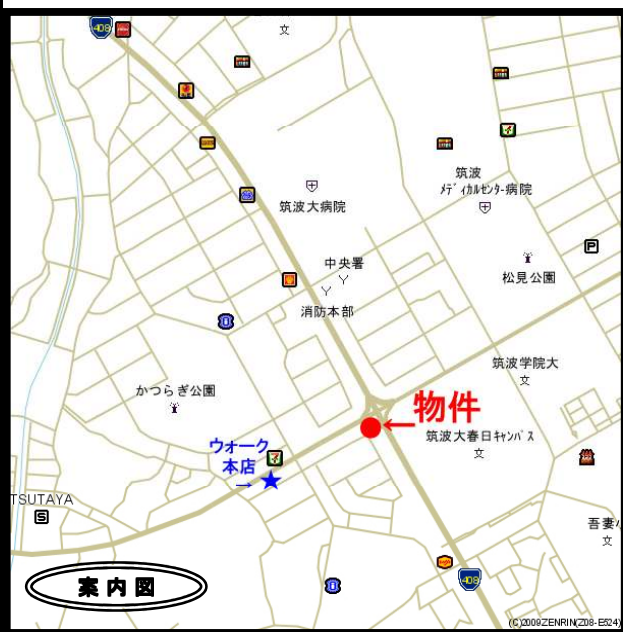 408
文
筑波大病院
筑波
ﾒﾃﾞｨｶﾙｾﾝﾀｰ病院
P
中央署
松見公園
消防本部
筑波学院大
文
かつらぎ公園
物件
←
筑波大春日ｷｬﾝﾊﾟｽ
文
ウォーク
本店
→
TSUTAYA
S
吾妻小
文
案内図
408
(C)2009ZENRIN(Z08-E524)